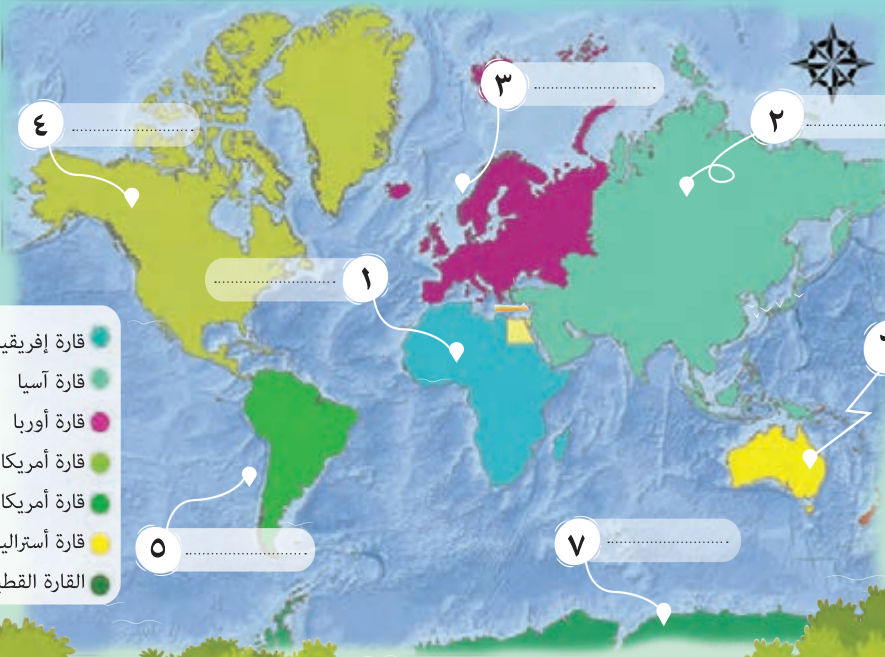 ٣
٢
٤
١
قارة إفريقي
قارة آسيا
قارة أوربا
قارة أمريكا
قارة أمريكا
قارة أسترالي
القارة القط
٥
٧